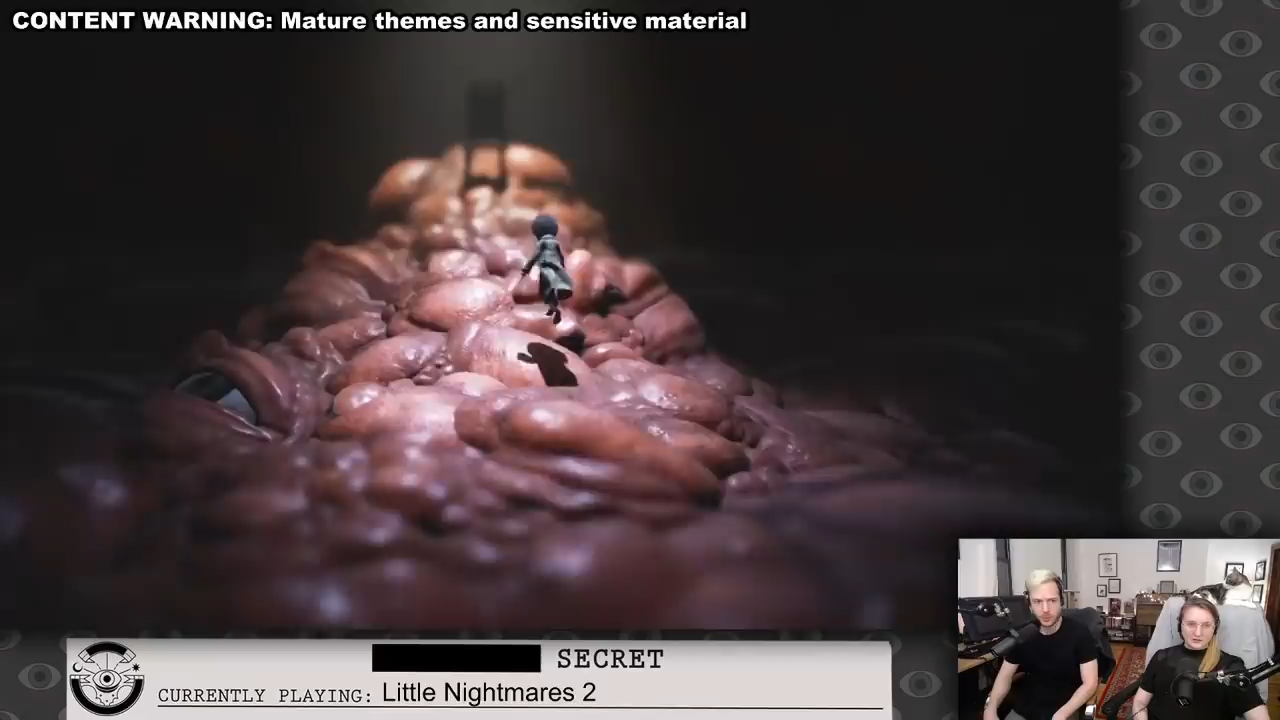 CONTENT WARNING: Mature themes and sensitive material
SECRET
CURRENTLY PLAYING: Little Nightmares 2